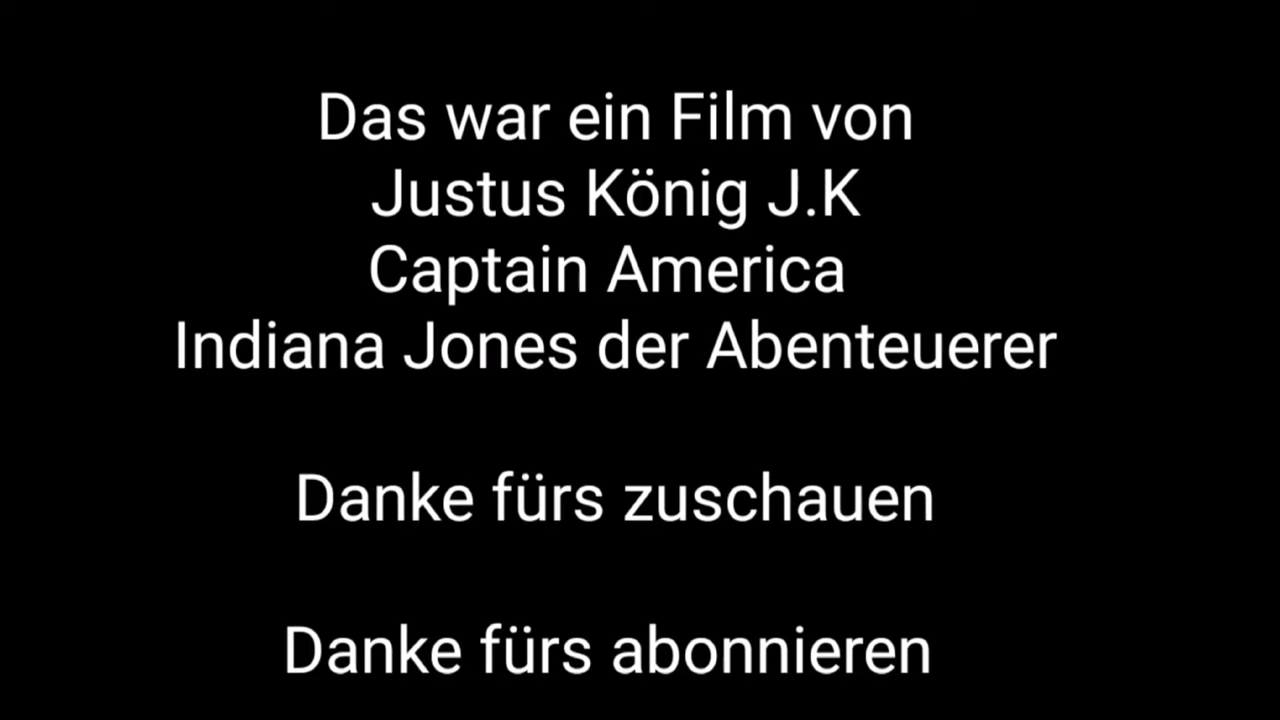 Das war ein Film von
Justus König J.K
Captain America
Indiana Jones der Abenteuerer
Danke fürs zuschauen
Danke fürs abonnieren